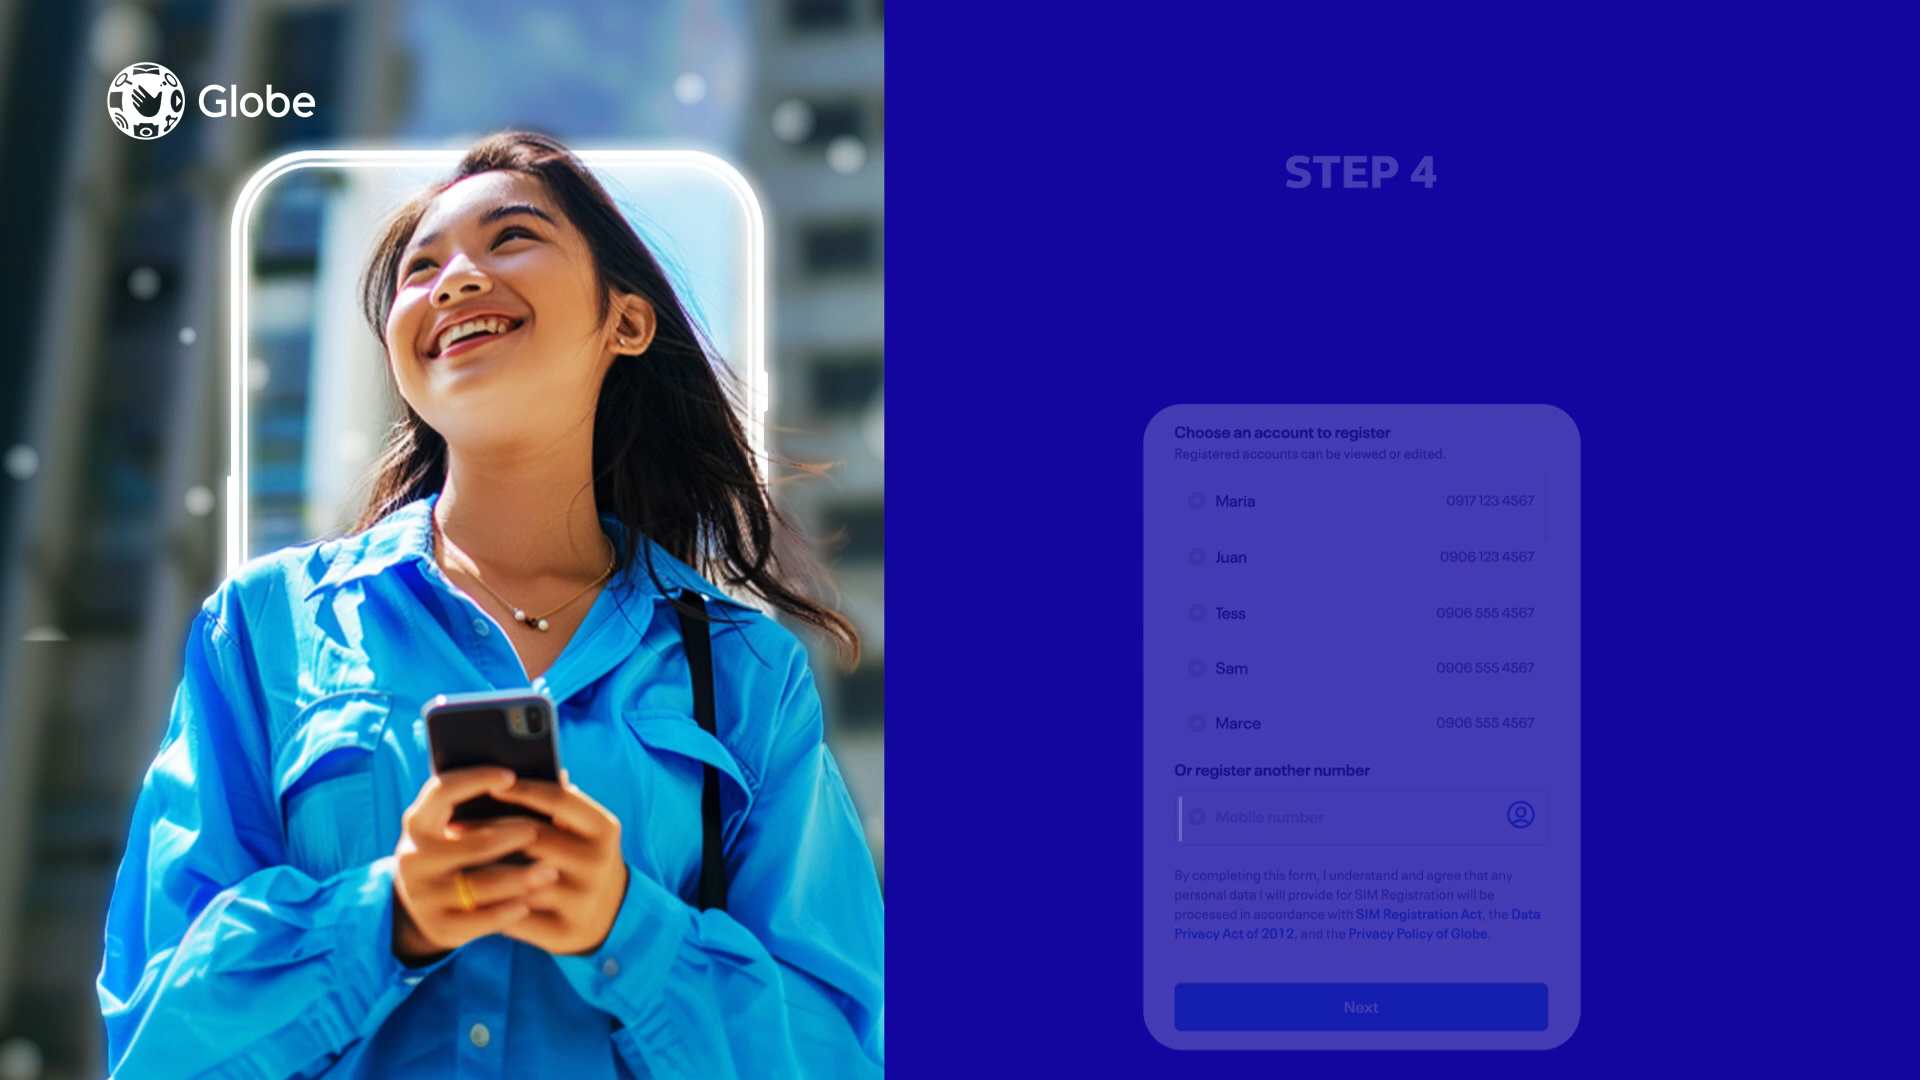 Globe
STEP 4
Choose an account to register
Registered accounts can be viewed or edited.
Maria 0917 123 4567
Juan 0906 123 4567
Tess 0906 555 4567
Sam 0906 555 4567
Marce 0906 555 4567
Or register another number
Mobile number
By completing this form, I understand and agree that any
personal data I will provide for SIM Registration will be
processed in accordance with SIM Registration Act, the Data
Privacy Act of 2012, and the Privacy Policy of Globe.
Next